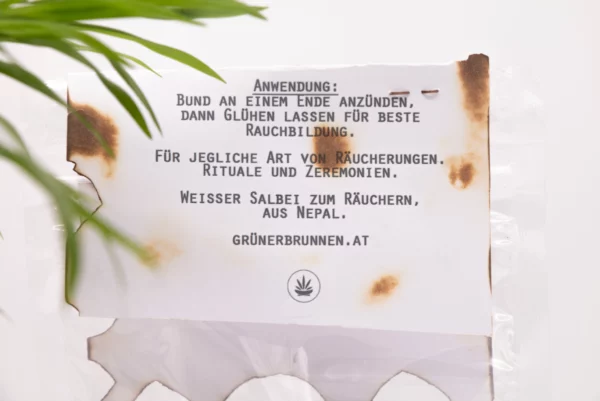 Anwendung:
Bund an einem Ende anzünden,
dann Glühen lassen für beste
Rauchbildung.
Für jegliche Art von Räucherungen.
Rituale und Zeremonien.
Weisser Salbei zum Räuchern,
aus Nepal.
grünerbrunnen.at